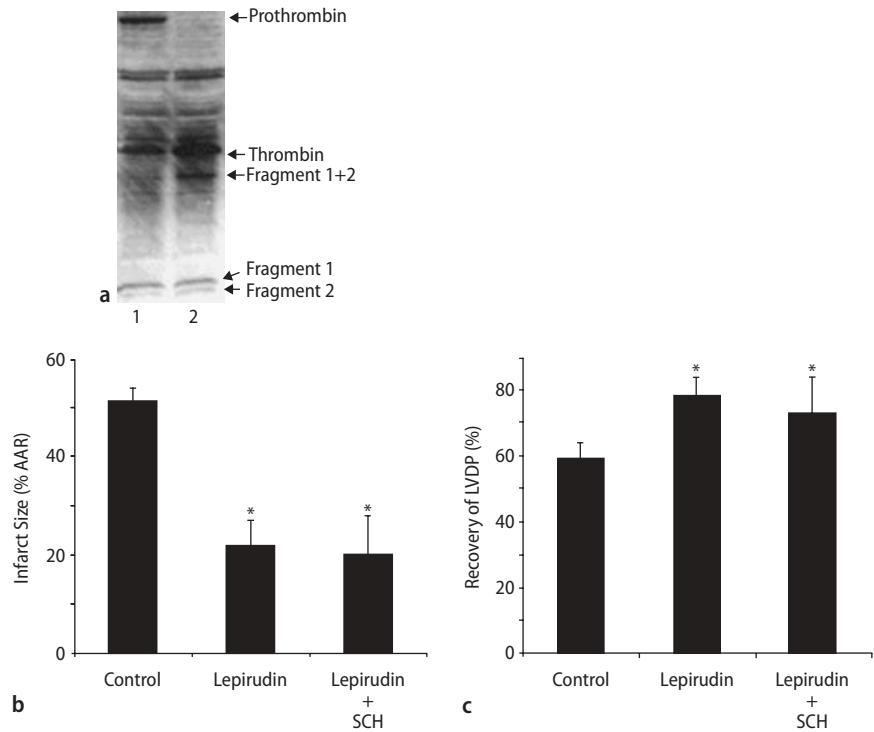 Prothrombin
Thrombin
Fragment 1+2
Fragment 1
Fragment 2
a
1 2
60
40
20
0
Infarct Size (% AAR)
*
*
Control
Lepirudin
Lepirudin
+
SCH
b
80
60
40
20
0
Recovery of LVDP (%)
*
*
Control
Lepirudin
Lepirudin
+
SCH
c